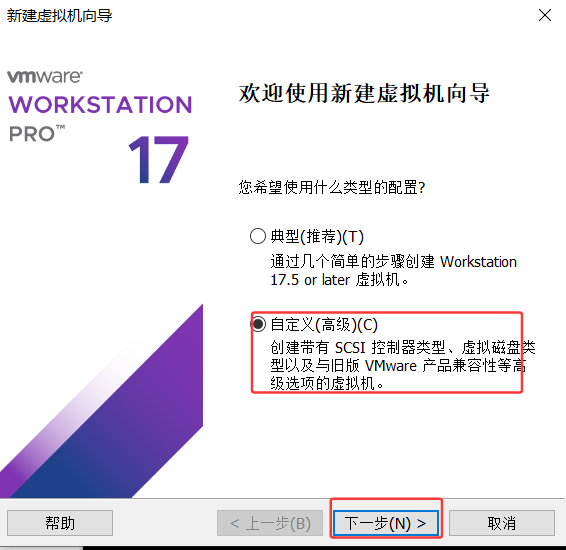 新建虚拟机向导
vmware®
WORKSTATION
PRO™
17
欢迎使用新建虚拟机向导
您希望使用什么类型的配置?
典型(推荐)(T)
通过几个简单的步骤创建 Workstation
17.5 or later 虚拟机。
自定义(高级)(C)
创建带有 SCSI 控制器类型、虚拟磁盘类
型以及与旧版 VMware 产品兼容性等高
级选项的虚拟机。
帮助
< 上一步(B)
下一步(N) >
取消